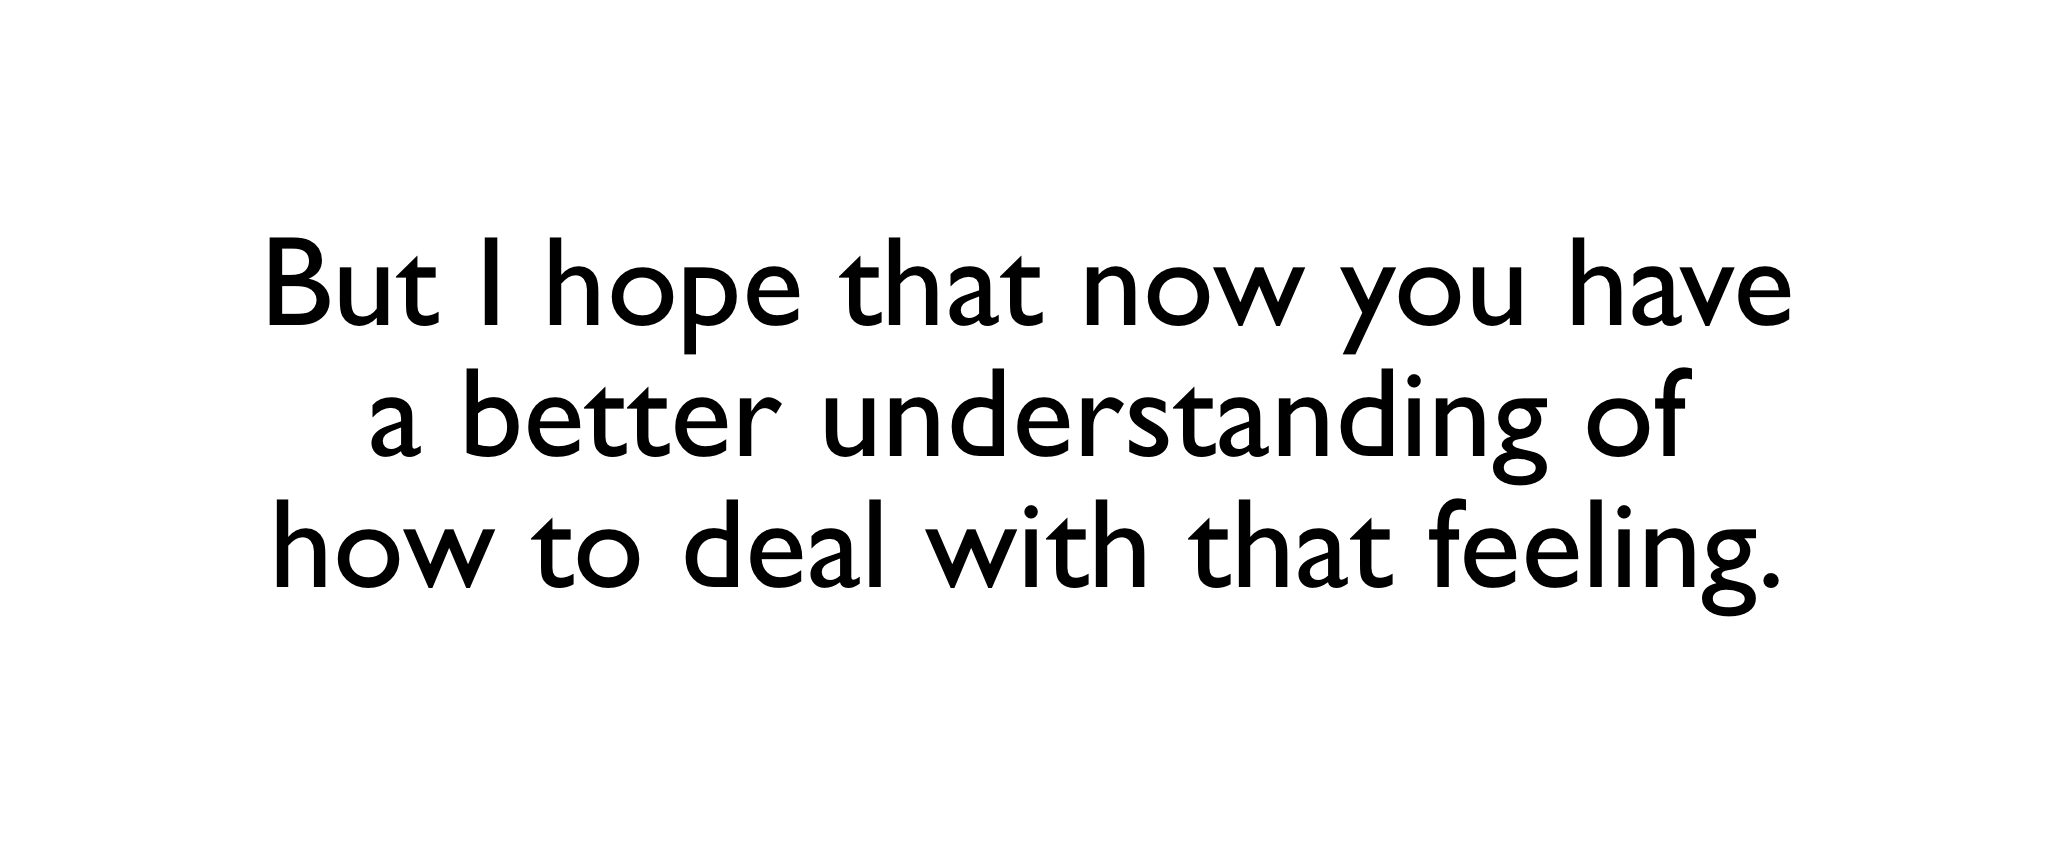 But I hope that now you have
a better understanding of
how to deal with that feeling.